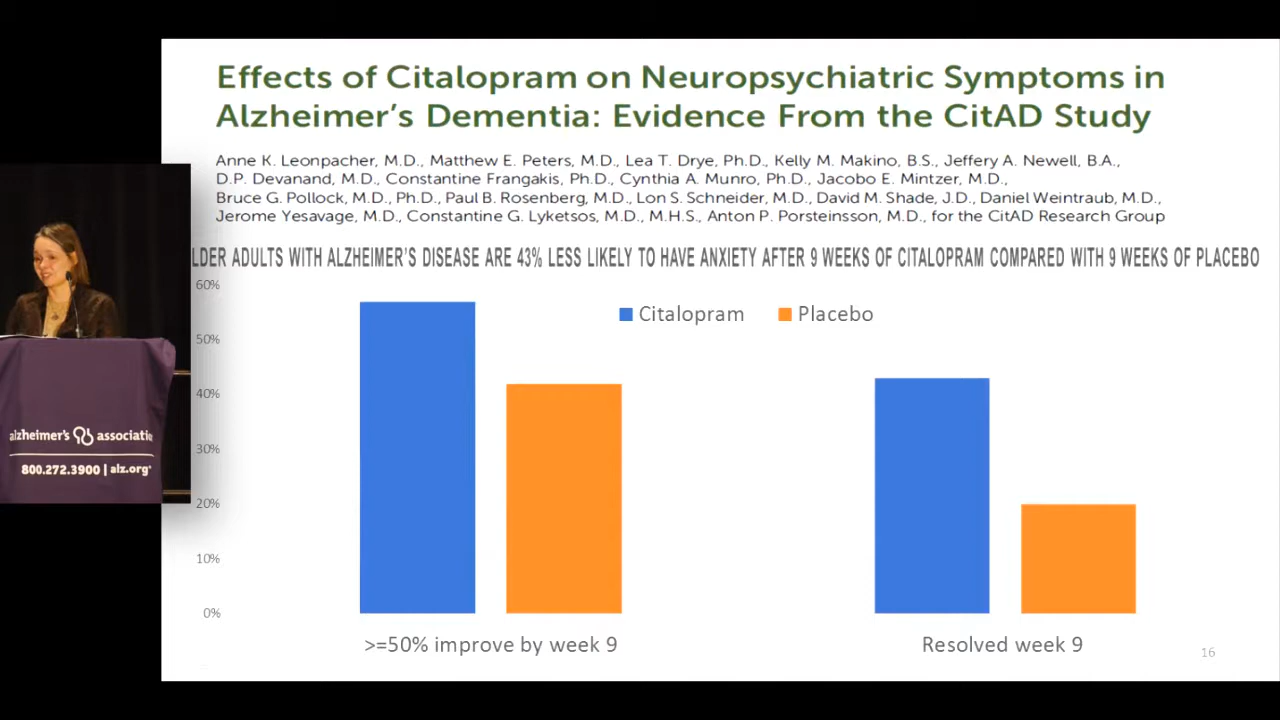 Effects of Citalopram on Neuropsychiatric Symptoms in
Alzheimer's Dementia: Evidence From the CitAD Study
Anne K. Leonpacher, M.D., Matthew E. Peters, M.D., Lea T. Drye, Ph.D., Kelly M. Makino, B.S., Jeffery A. Newell, B.A.,
D.P. Devanand, M.D., Constantine Frangakis, Ph.D., Cynthia A. Munro, Ph.D., Jacobo E. Mintzer, M.D.,
Bruce G. Pollock, M.D., Ph.D., Paul B. Rosenberg, M.D., Lon S. Schneider, M.D., David M. Shade, J.D., Daniel Weintraub, M.D.,
Jerome Yesavage, M.D., Constantine G. Lyketsos, M.D., M.H.S., Anton P. Porsteinsson, M.D., for the CitAD Research Group
LDER ADULTS WITH ALZHEIMER'S DISEASE ARE 43% LESS LIKELY TO HAVE ANXIETY AFTER 9 WEEKS OF CITALOPRAM COMPARED WITH 9 WEEKS OF PLACEBO
60%
Citalopram Placebo
50%
40%
30%
20%
10%
0%
>=50% improve by week 9
Resolved week 9
16
alzheimer's associatio
800.272.3900 | alz.org®